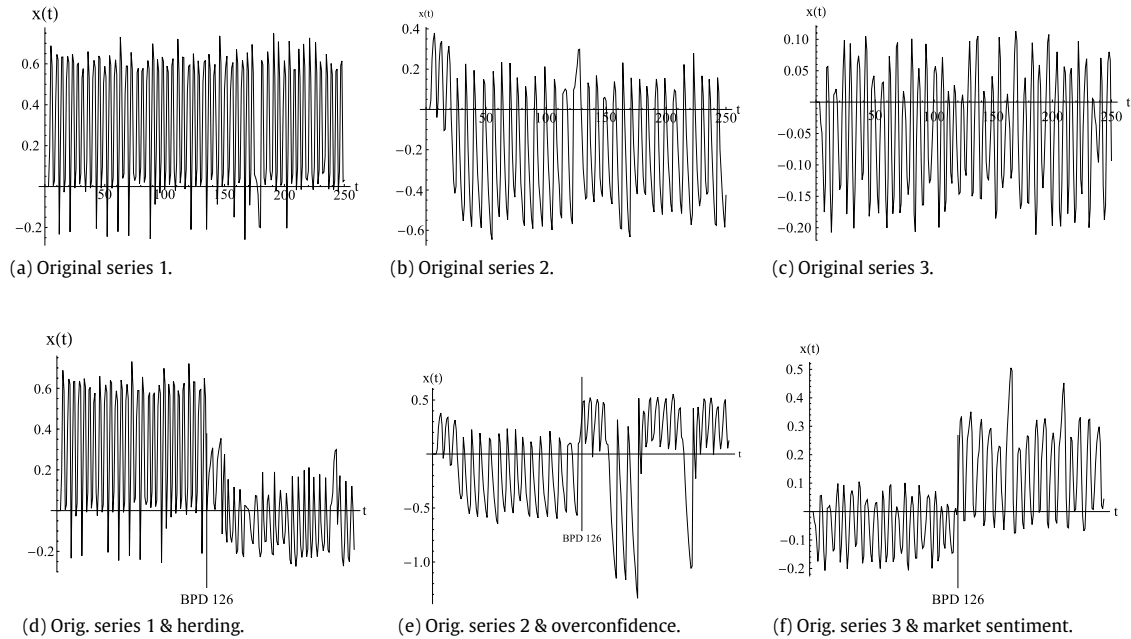 x(t)
0.6
0.4
0.2
−0.2
50
100
150
200
250
t
(a) Original series 1.
x(t)
0.4
0.2
−0.2
−0.4
−0.6
50
100
150
200
250
t
(b) Original series 2.
x(t)
0.10
0.05
−0.05
−0.10
−0.15
−0.20
50
100
150
200
250
t
(c) Original series 3.
x(t)
0.6
0.4
0.2
−0.2
t
BPD 126
(d) Orig. series 1 & herding.
x(t)
0.5
−0.5
−1.0
t
BPD 126
(e) Orig. series 2 & overconfidence.
x(t)
0.5
0.4
0.3
0.2
0.1
−0.1
−0.2
t
BPD 126
(f) Orig. series 3 & market sentiment.